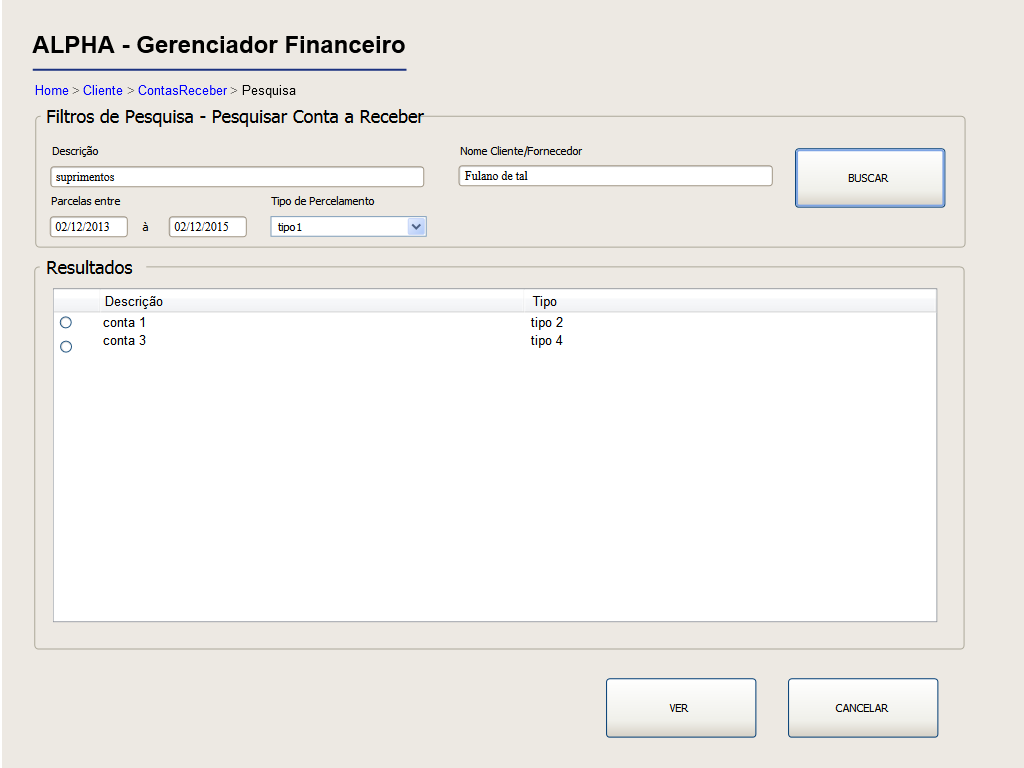 ALPHA - Gerenciador Financeiro
Home > Cliente > ContasReceber > Pesquisa
Filtros de Pesquisa - Pesquisar Conta a Receber
Descrição
Nome Cliente/Fornecedor
suprimentos
Fulano de tal
BUSCAR
Parcelas entre
Tipo de Percelamento
02/12/2013 à 02/12/2015
tipo1
Resultados
Descrição Tipo
conta 1 tipo 2
conta 3 tipo 4
VER
CANCELAR